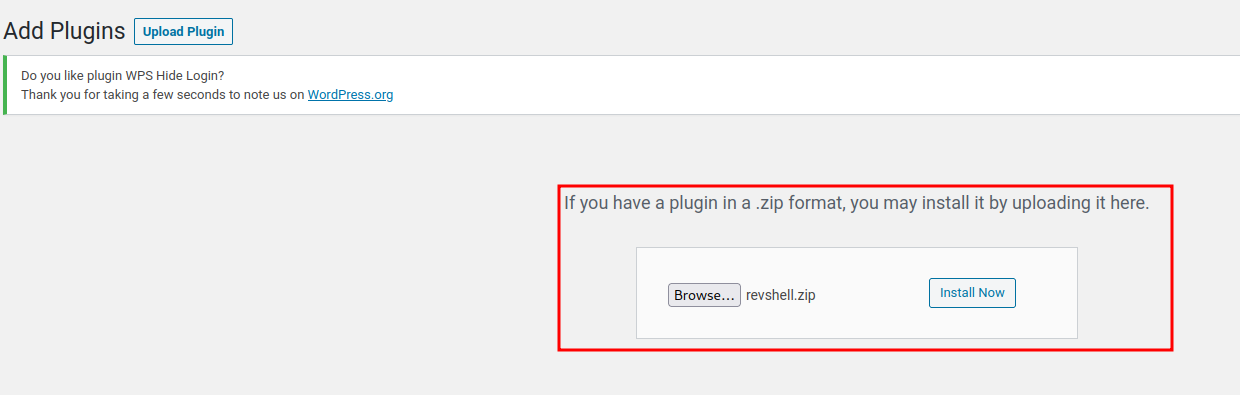 Add Plugins Upload Plugin
Do you like plugin WPS Hide Login?
Thank you for taking a few seconds to note us on WordPress.org
If you have a plugin in a .zip format, you may install it by uploading it here.
Browse... revshell.zip Install Now